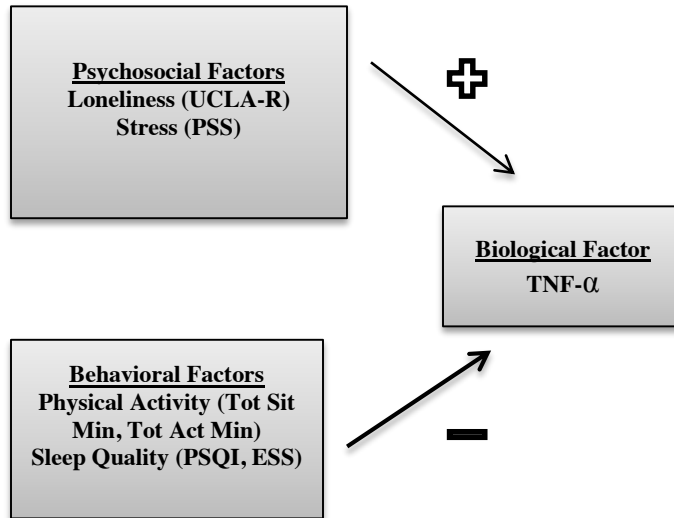 Psychosocial Factors
Loneliness (UCLA-R)
Stress (PSS)
Biological Factor
TNF-α
Behavioral Factors
Physical Activity (Tot Sit
Min, Tot Act Min)
Sleep Quality (PSQI, ESS)